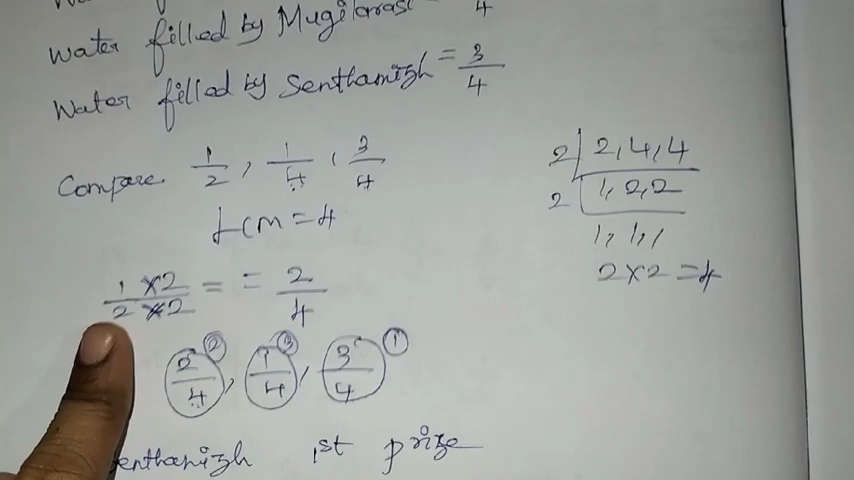 4
Water filled by Mugilarasi
Water filled by Senthamizh = 3/4
Compare 1/2, 1/4, 3/4
LCM = 4
1×2/2×2 = = 2/4
2/4 ②, 1/4 ③, 3/4 ①
Senthamizh 1st prize
2 | 2, 4, 4
2 | 1, 2, 2
1, 1, 1
2 × 2 = 4